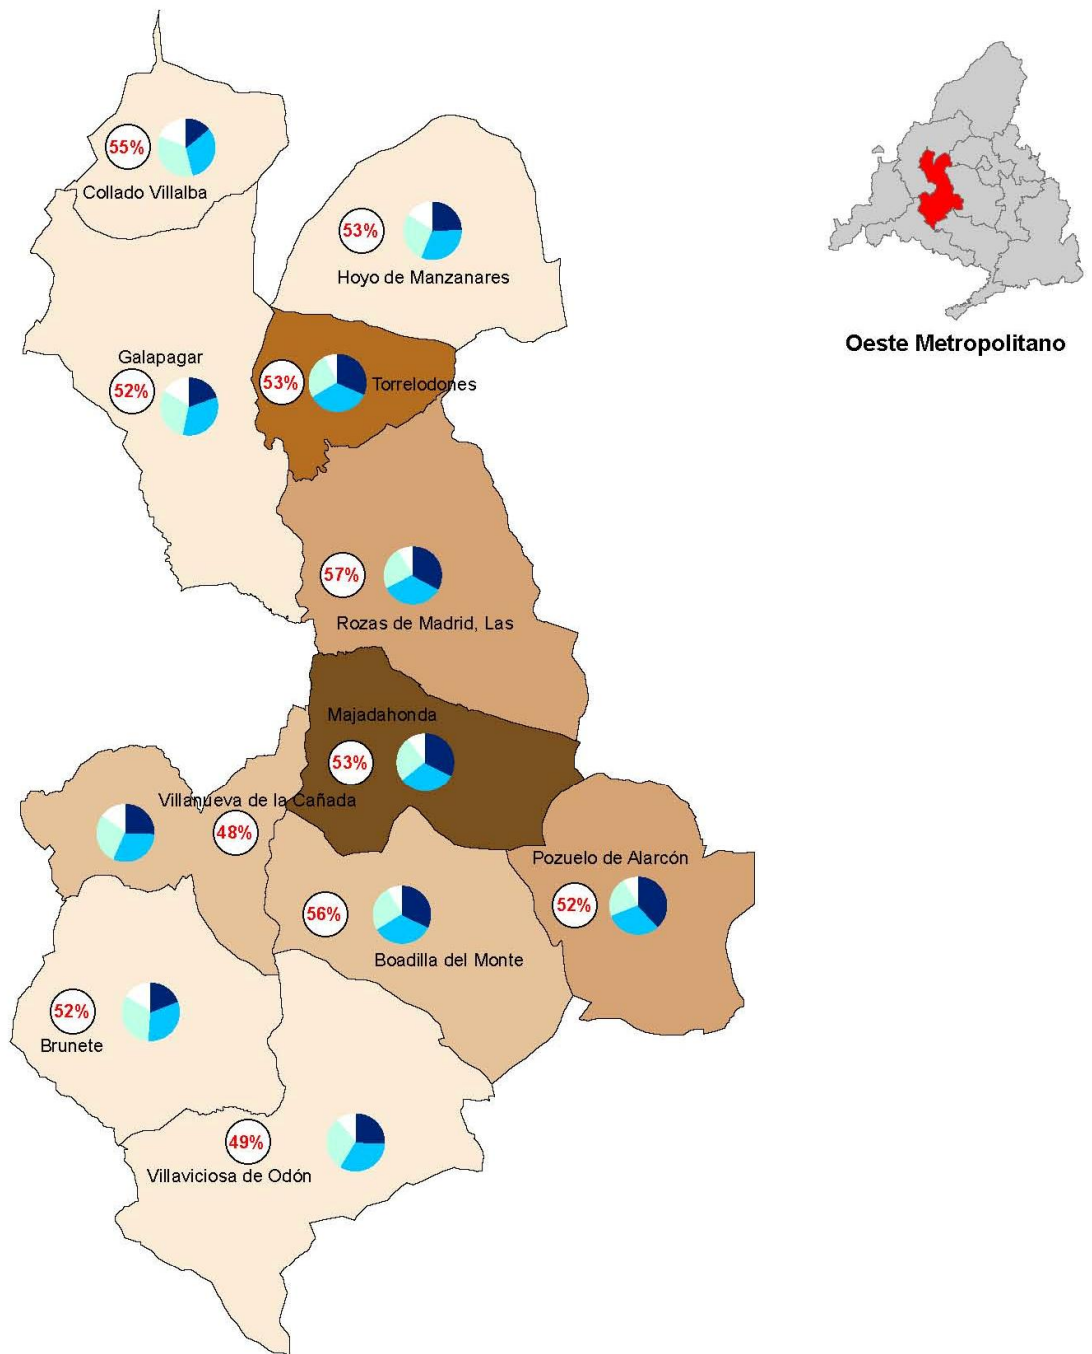 55%
Collado Villalba
53%
Hoyo de Manzanares
Oeste Metropolitano
Galapagar
52%
53%
Torrelodones
57%
Rozas de Madrid, Las
Majadahonda
53%
Villanueva de la Cañada
48%
Pozuelo de Alarcón
52%
56%
Boadilla del Monte
52%
Brunete
49%
Villaviciosa de Odón